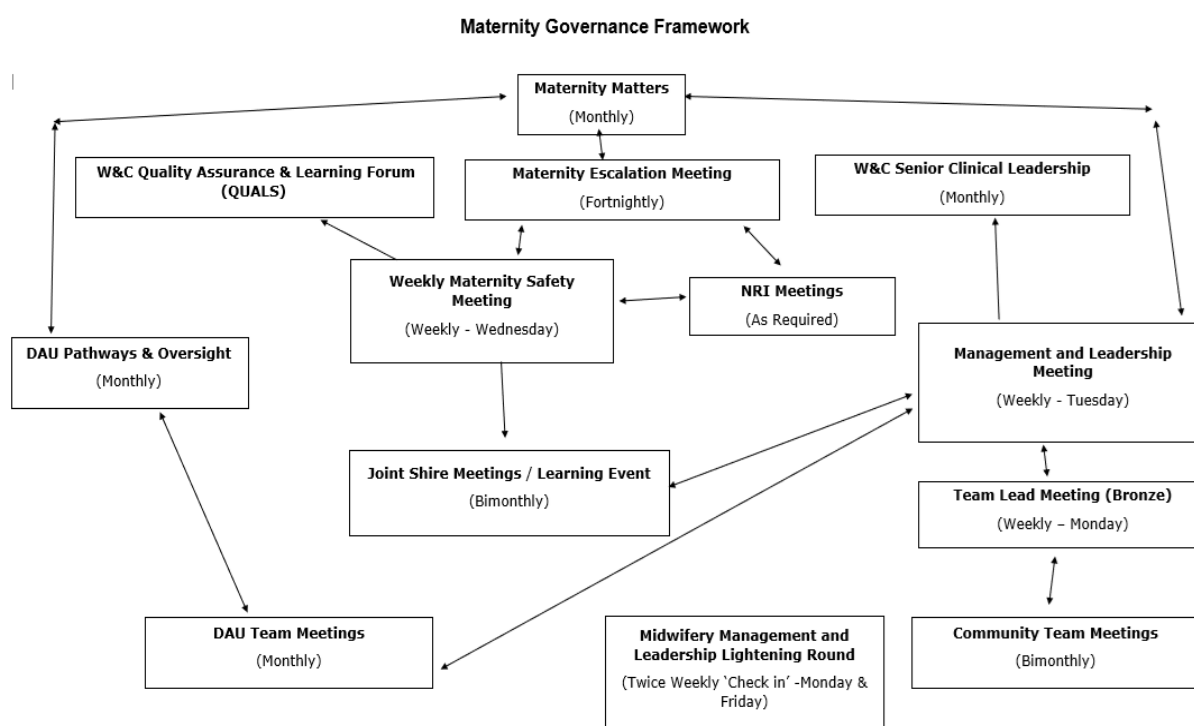 Maternity Governance Framework
Maternity Matters
(Monthly)
W&C Quality Assurance & Learning Forum
(QUALS)
Maternity Escalation Meeting
(Fortnightly)
W&C Senior Clinical Leadership
(Monthly)
Weekly Maternity Safety
Meeting
(Weekly - Wednesday)
NRI Meetings
(As Required)
DAU Pathways & Oversight
(Monthly)
Management and Leadership
Meeting
(Weekly - Tuesday)
Joint Shire Meetings / Learning Event
(Bimonthly)
Team Lead Meeting (Bronze)
(Weekly – Monday)
DAU Team Meetings
(Monthly)
Midwifery Management and
Leadership Lightening Round
(Twice Weekly ‘Check in’ -Monday &
Friday)
Community Team Meetings
(Bimonthly)